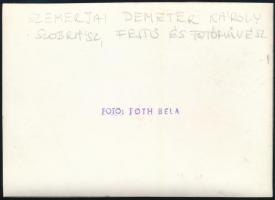 SZEMERJAI DEMETER KÁROLY
SZOBRÁSZ, FESTŐ ÉS FOTÓMŰVÉSZ
FOTÓ: TÓTH BÉLA